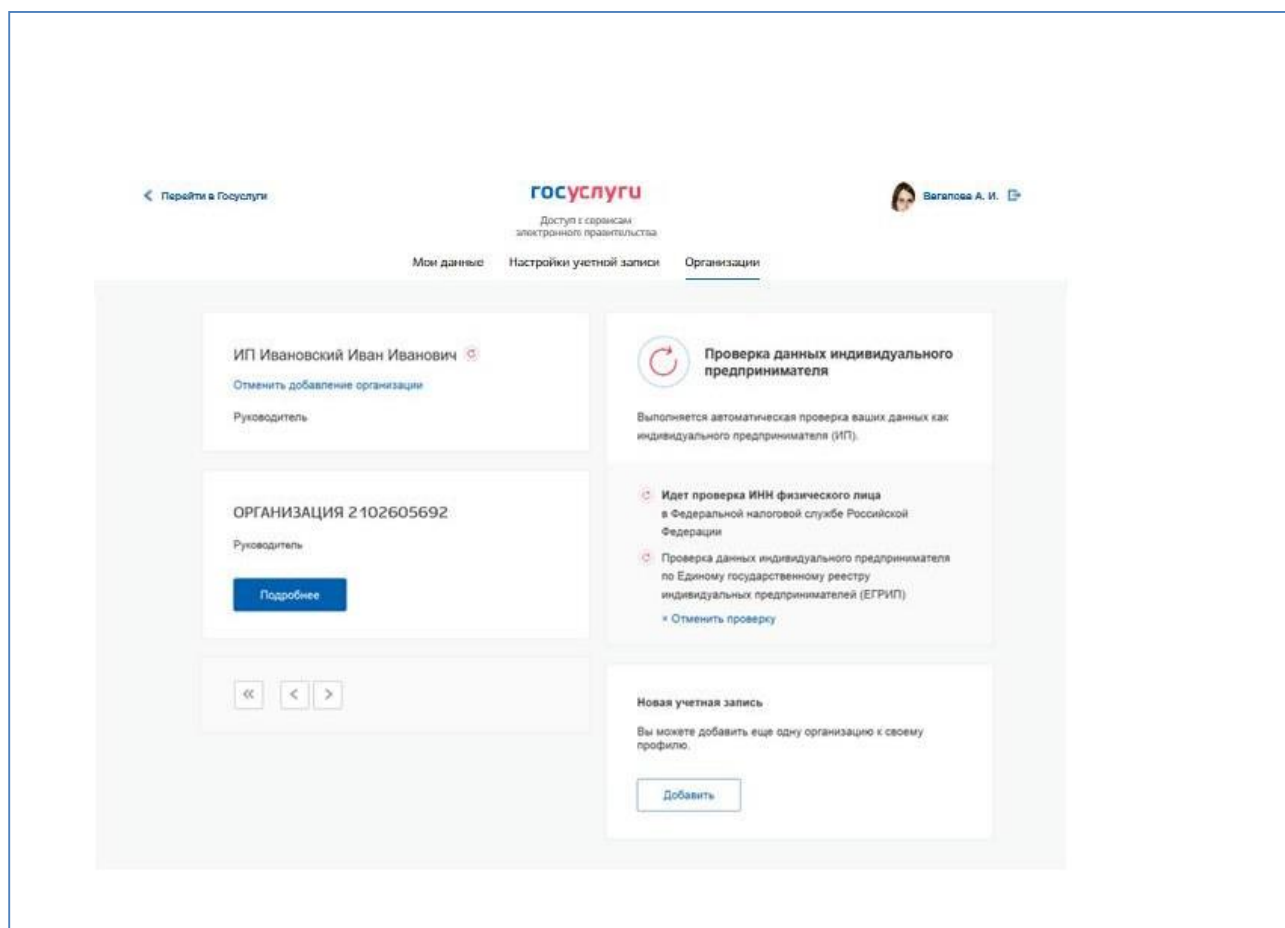 Перейти в Госуслуги
госуслуги
Доступ к сервисам
электронного правительства
Вагапова А. И.
Мои данные
Настройки учетной записи
Организации
ИП Ивановский Иван Иванович
Отменить добавление организации
Руководитель
ОРГАНИЗАЦИЯ 2102605692
Руководитель
Подробнее
Проверка данных индивидуального
предпринимателя
Выполняется автоматическая проверка ваших данных как
индивидуального предпринимателя (ИП).
Идет проверка ИНН физического лица
в Федеральной налоговой службе Российской
Федерации
Проверка данных индивидуального предпринимателя
по Единому государственному реестру
индивидуальных предпринимателей (ЕГРИП)
× Отменить проверку
Новая учетная запись
Вы можете добавить еще одну организацию к своему
профилю.
Добавить